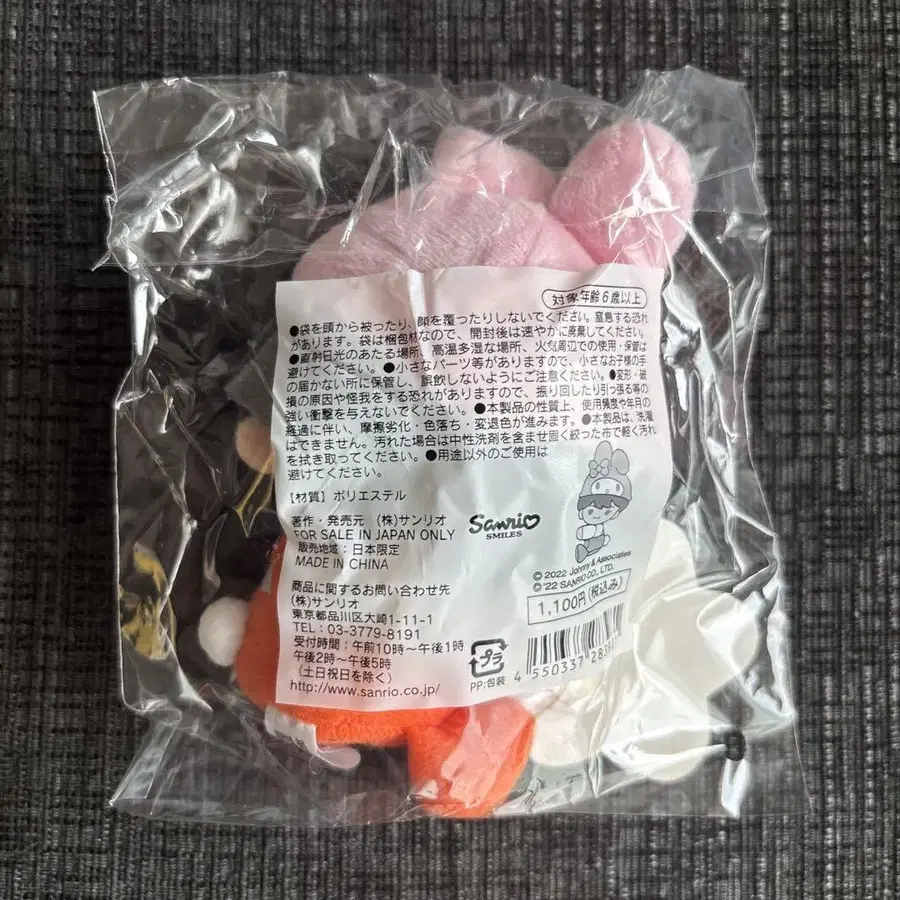 対象年齢6歳以上
●袋を頭から被ったり、顔を覆ったりしないでください。窒息する恐れ
があります。袋は梱包材なので、開封後は速やかに廃棄してください。
●直射日光のあたる場所、高温多湿な場所、火気周辺での使用・保管は
避けてください。●小さなパーツ等がありますので、小さなお子様の手
の届かない所に保管し、誤飲しないようにご注意ください。●変形・破
損の原因や怪我をする恐れがありますので、振り回したり引っ張る等の
強い衝撃を与えないでください。●本製品の性質上、使用頻度や年月の
経過に伴い、摩擦劣化・色落ち・変退色が進みます。●本製品は、洗濯
はできません。汚れた場合は中性洗剤を含ませ固く絞った布で軽く汚れ
を拭き取ってください。●用途以外のご使用は
避けてください。
【材質】ポリエステル
著作・発売元 (株)サンリオ
FOR SALE IN JAPAN ONLY
販売地域：日本限定
MADE IN CHINA
Sanrio
SMILES
© 2022 Johnny & Associates
© '22 SANRIO CO., LTD.
1,100円(税込み)
商品に関するお問い合わせ先
(株)サンリオ
東京都品川区大崎1-11-1
TEL：03-3779-8191
受付時間：午前10時〜午後1時
午後2時〜午後5時
(土日祝日を除く)
http://www.sanrio.co.jp/
プラ
PP:包装
4 550337 283